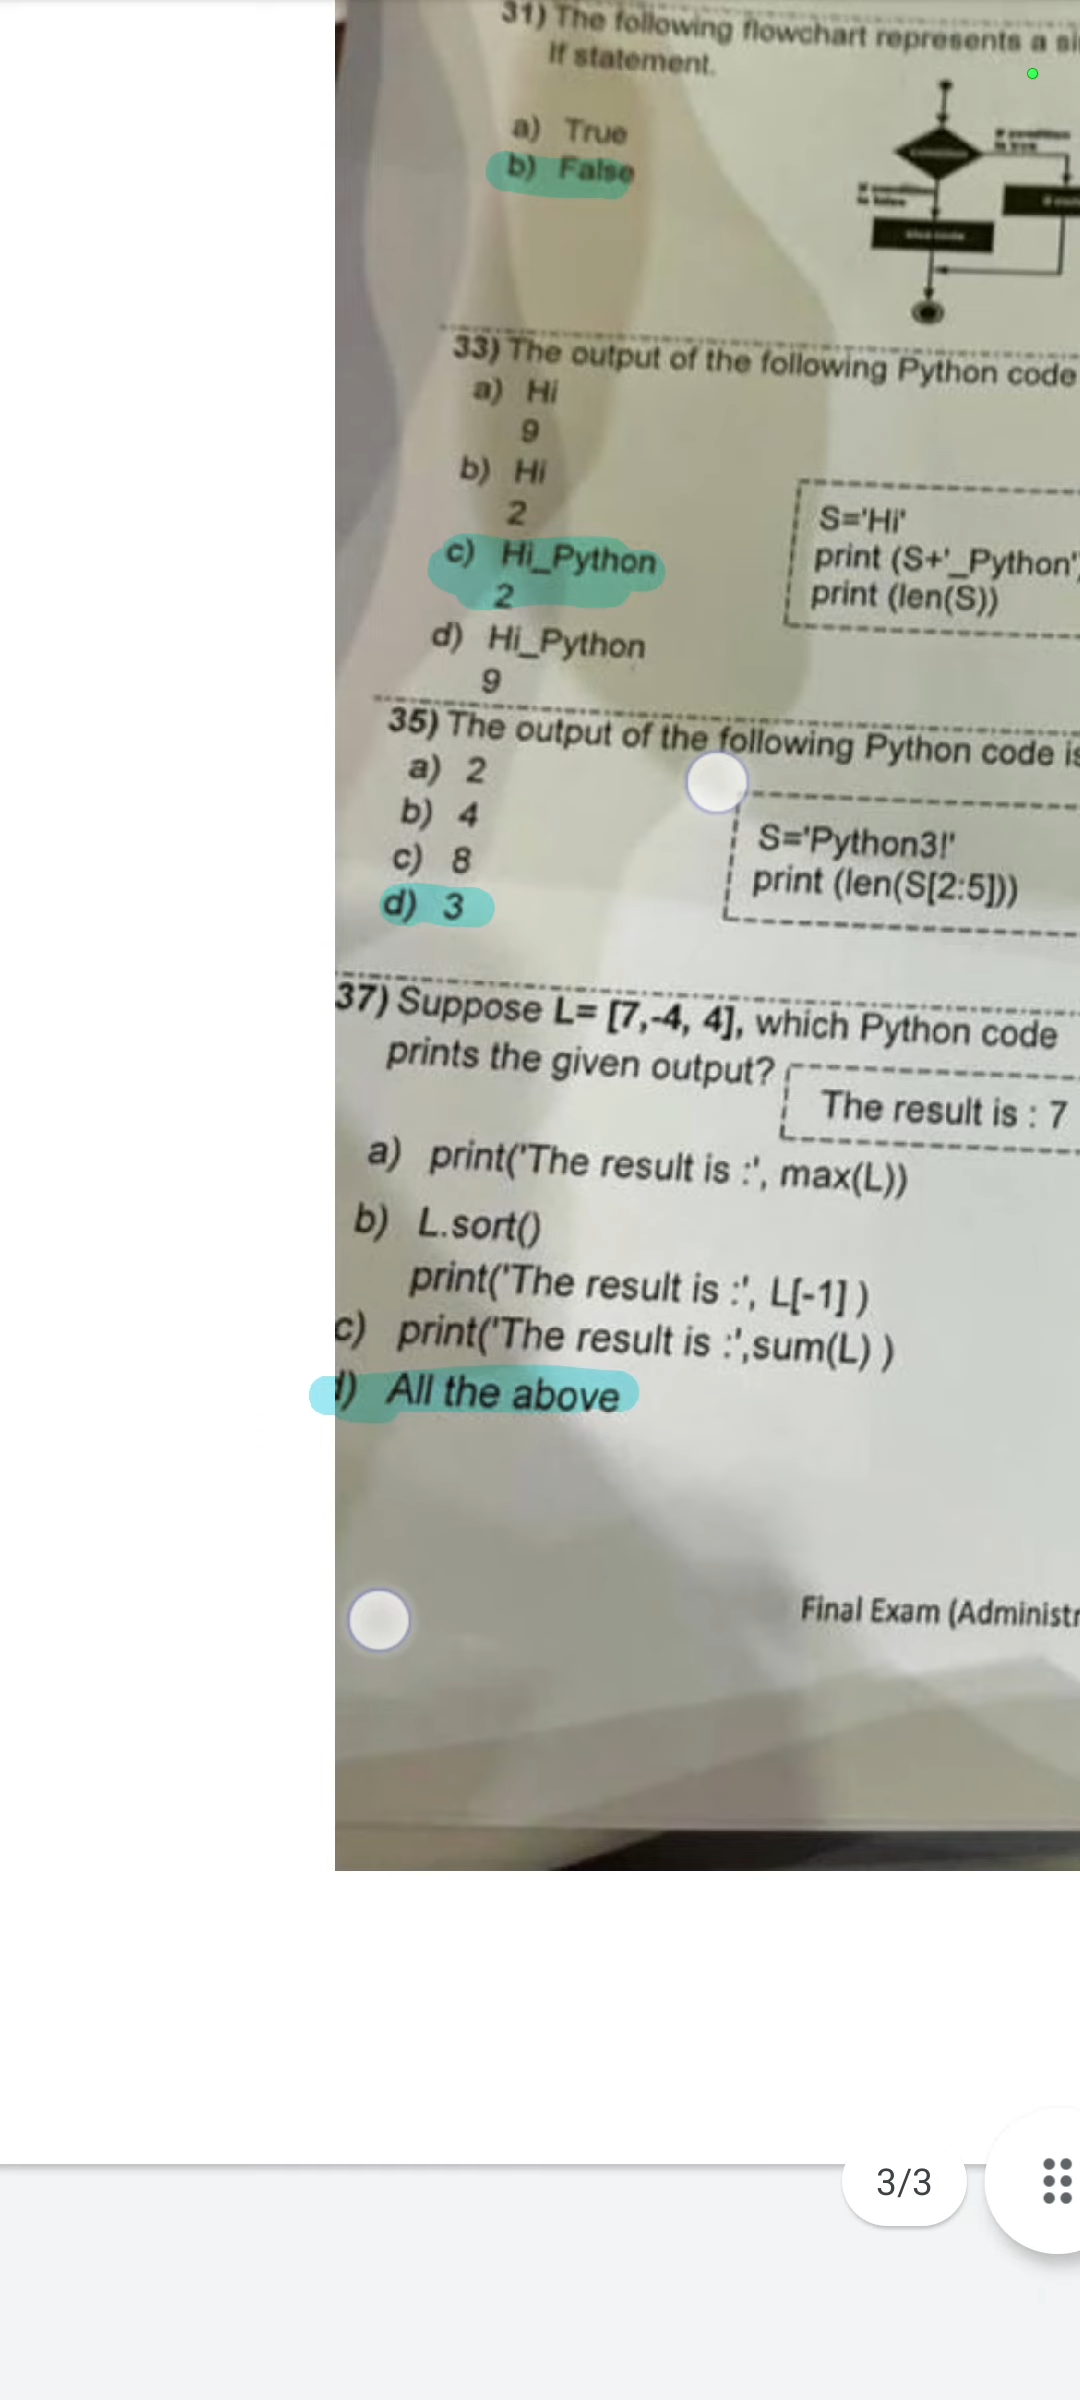 31) The following flowchart represents a si
If statement.
a) True
b) False
33) The output of the following Python code
a) Hi
9
b) Hi
2
c) Hi_Python
2
d) Hi_Python
9
S='Hi'
print (S+'_Python'
print (len(S))
35) The output of the following Python code is
a) 2
b) 4
c) 8
d) 3
S='Python3!'
print (len(S[2:5]))
37) Suppose L= [7,-4, 4], which Python code
prints the given output?
The result is : 7
a) print('The result is :', max(L))
b) L.sort()
print('The result is :', L[-1] )
c) print('The result is :',sum(L) )
d) All the above
Final Exam (Administr
3/3